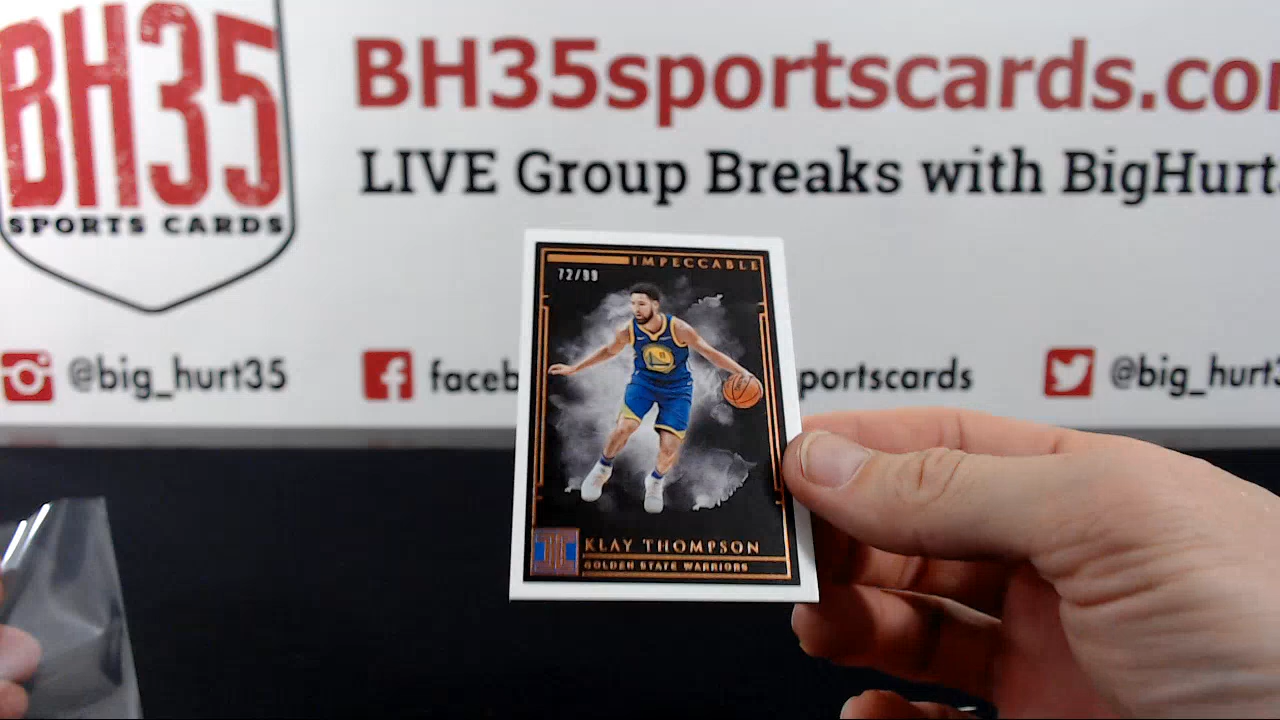 BH35
SPORTS CARDS
BH35sportscards.co
LIVE Group Breaks with BigHurt
@big_hurt35
faceb
portscards
@big_hurt3
IMPECCABLE
72/99
KLAY THOMPSON
GOLDEN STATE WARRIORS